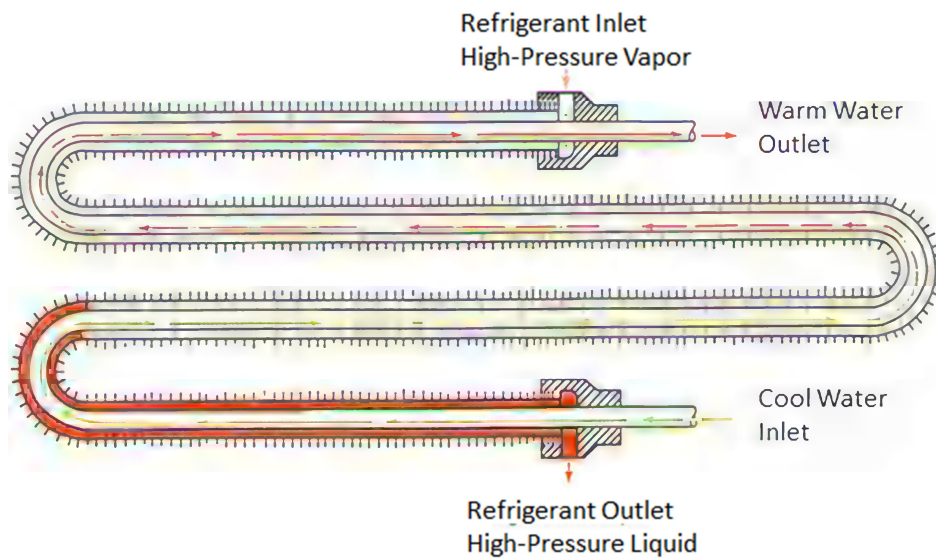 Refrigerant Inlet
High-Pressure Vapor
Warm Water
Outlet
Cool Water
Inlet
Refrigerant Outlet
High-Pressure Liquid